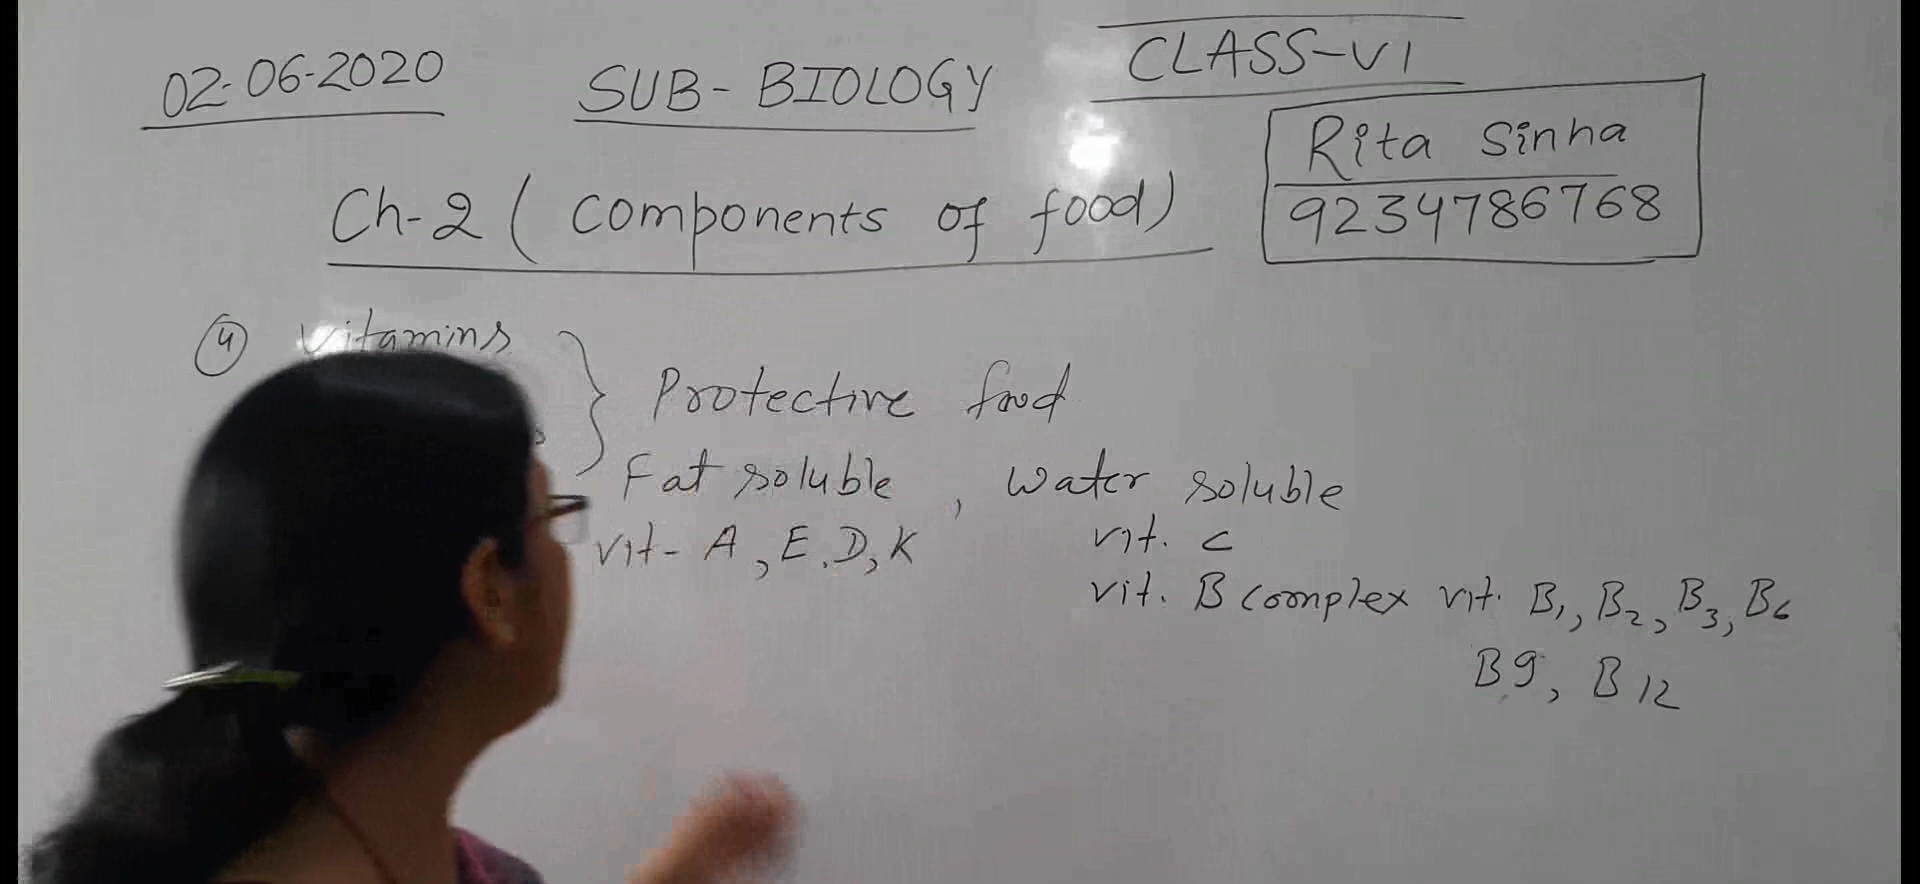 02-06-2020 SUB- BIOLOGY CLASS-VI
Rita Sinha
9234786768
Ch-2 ( components of food)
4 Vitamins
Protective food
Fat soluble , water soluble
vit- A, E, D, K vit. C
vit. B complex vit. B1, B2, B3, B6
B9, B12